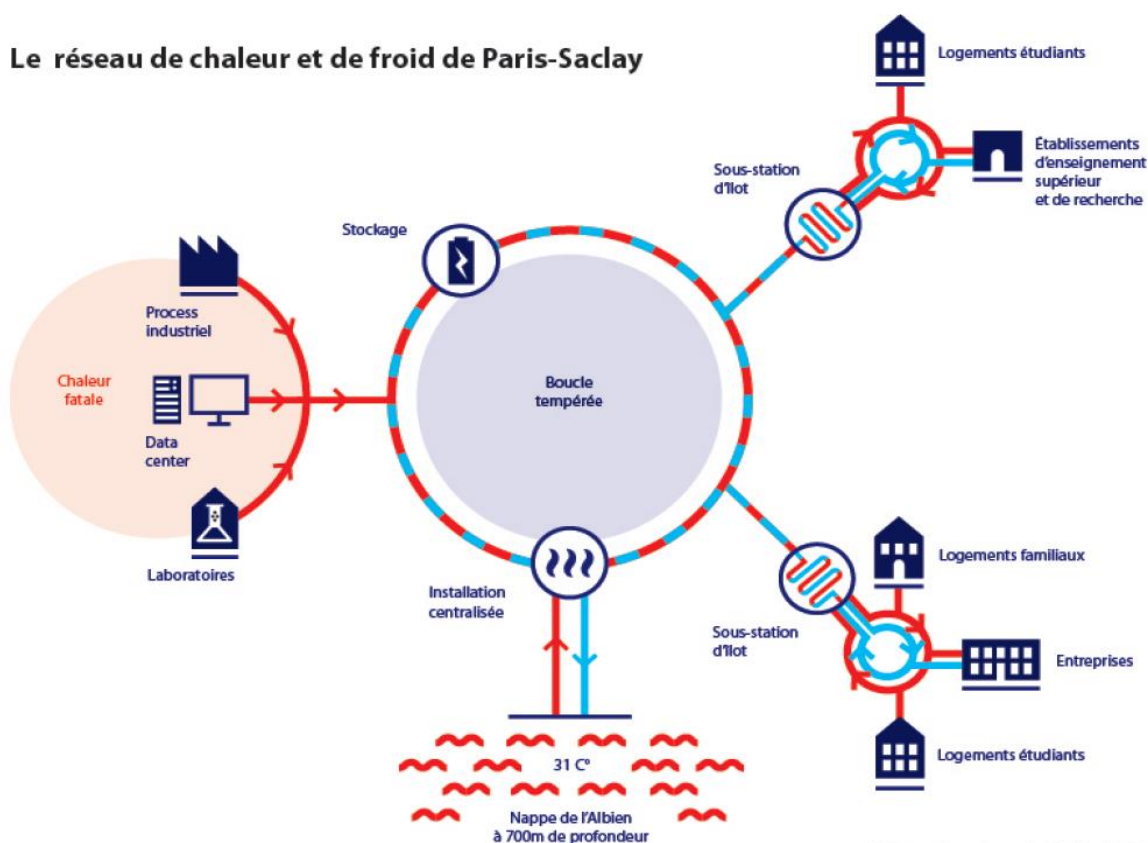 Le réseau de chaleur et de froid de Paris-Saclay
Logements étudiants
Établissements
d'enseignement
supérieur
et de recherche
Sous-station
d'îlot
Stockage
Process
industriel
Chaleur
fatale
Data
center
Laboratoires
Boucle
tempérée
Installation
centralisée
Logements familiaux
Sous-station
d'îlot
Entreprises
Logements étudiants
31 C°
Nappe de l'Albien
à 700m de profondeur